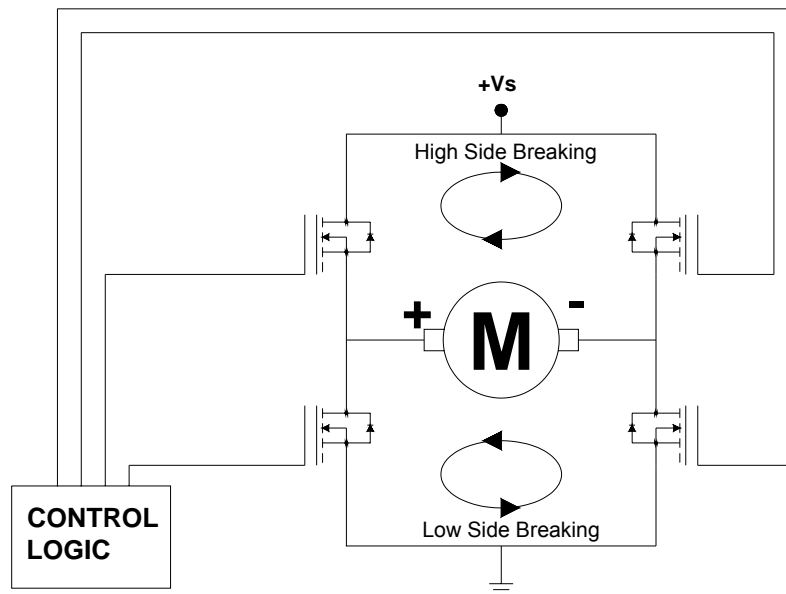 +Vs
High Side Breaking
+ -
M
Low Side Breaking
CONTROL
LOGIC